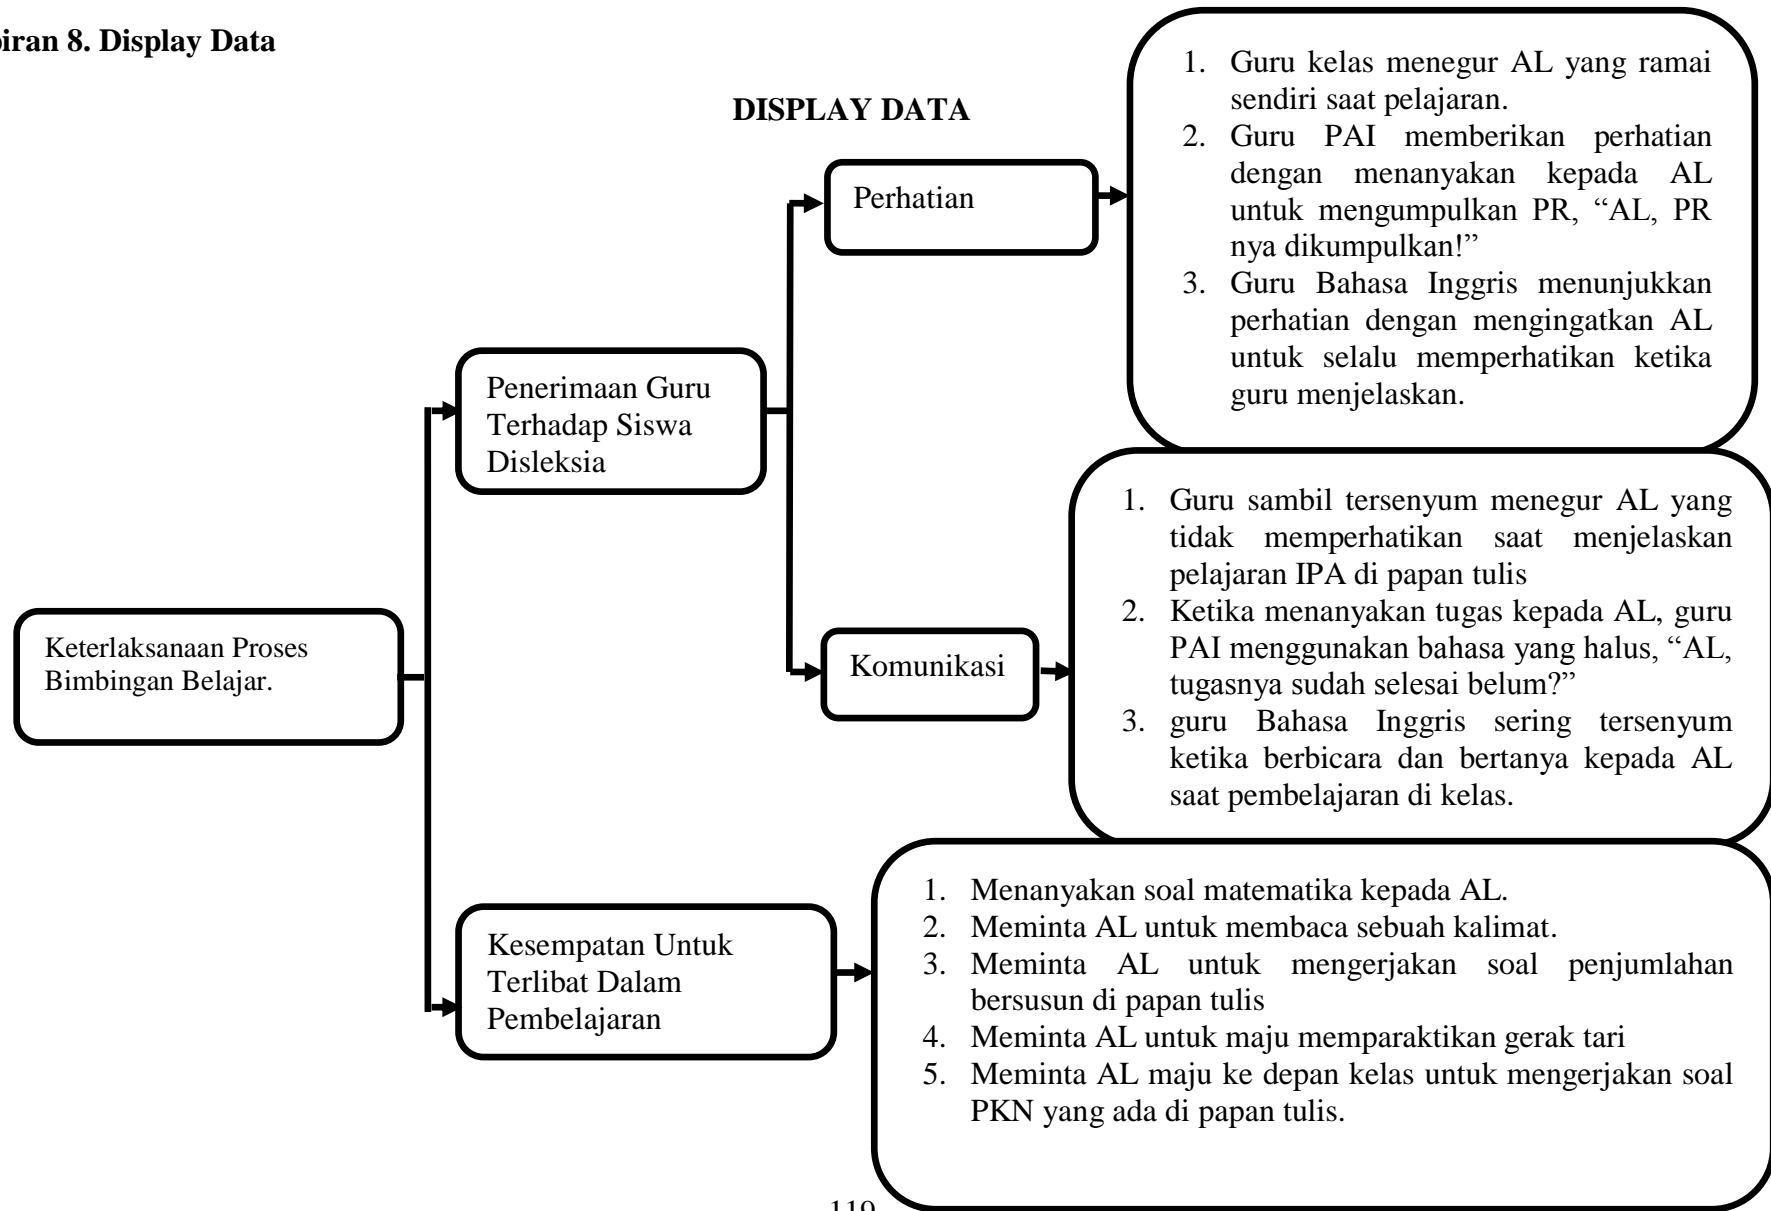 iran 8. Display Data
DISPLAY DATA
Keterlaksanaan Proses
Bimbingan Belajar.
Penerimaan Guru
Terhadap Siswa
Disleksia
Perhatian
1. Guru kelas menegur AL yang ramai
sendiri saat pelajaran.
2. Guru PAI memberikan perhatian
dengan menanyakan kepada AL
untuk mengumpulkan PR, “AL, PR
nya dikumpulkan!”
3. Guru Bahasa Inggris menunjukkan
perhatian dengan mengingatkan AL
untuk selalu memperhatikan ketika
guru menjelaskan.
Komunikasi
1. Guru sambil tersenyum menegur AL yang
tidak memperhatikan saat menjelaskan
pelajaran IPA di papan tulis
2. Ketika menanyakan tugas kepada AL, guru
PAI menggunakan bahasa yang halus, “AL,
tugasnya sudah selesai belum?”
3. guru Bahasa Inggris sering tersenyum
ketika berbicara dan bertanya kepada AL
saat pembelajaran di kelas.
Kesempatan Untuk
Terlibat Dalam
Pembelajaran
1. Menanyakan soal matematika kepada AL.
2. Meminta AL untuk membaca sebuah kalimat.
3. Meminta AL untuk mengerjakan soal penjumlahan
bersusun di papan tulis
4. Meminta AL untuk maju memparaktikan gerak tari
5. Meminta AL maju ke depan kelas untuk mengerjakan soal
PKN yang ada di papan tulis.
119